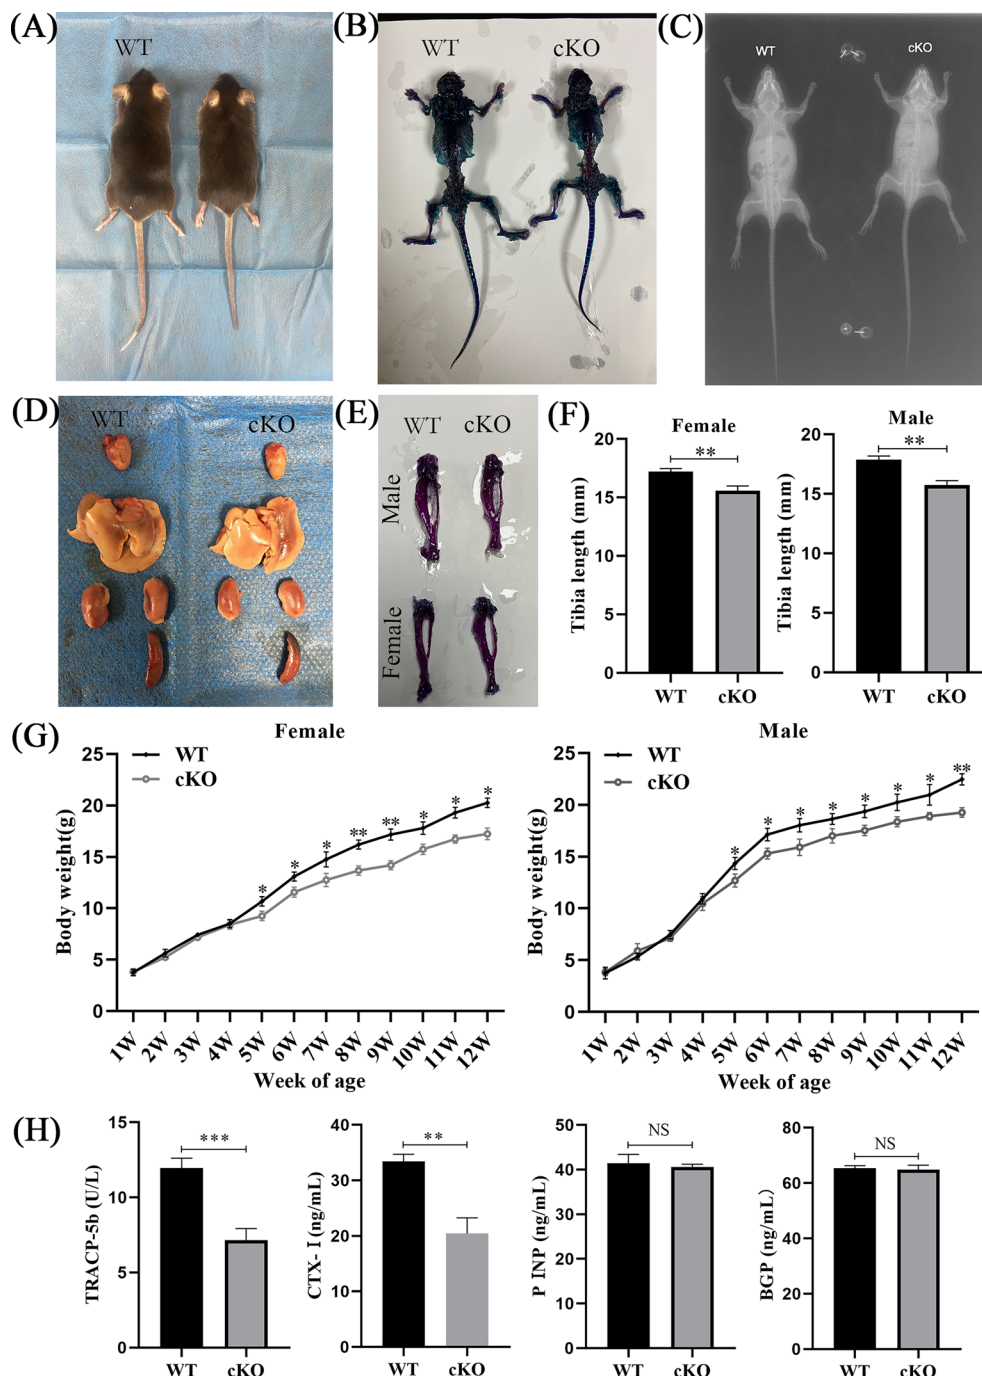 (A)
WT
(B)
WT
cKO
(C)
WT
cKO
(D)
WT
cKO
(E)
WT
cKO
Male
Female
(F)
Female
**
Tibia length (mm)
20
15
10
5
0
WT
cKO
Male
**
Tibia length (mm)
20
15
10
5
0
WT
cKO
(G)
Female
WT
cKO
Body weight(g)
25
20
15
10
5
0
* * * ** ** * * *
1W 2W 3W 4W 5W 6W 7W 8W 9W 10W 11W 12W
Week of age
Male
WT
cKO
Body weight(g)
25
20
15
10
5
0
* * * * * * * **
1W 2W 3W 4W 5W 6W 7W 8W 9W 10W 11W 12W
Week of age
(H)
***
TRACP-5b (U/L)
15
10
5
0
WT
cKO
**
CTX- I (ng/mL)
40
30
20
10
0
WT
cKO
NS
P INP (ng/mL)
50
40
30
20
10
0
WT
cKO
NS
BGP (ng/mL)
80
60
40
20
0
WT
cKO